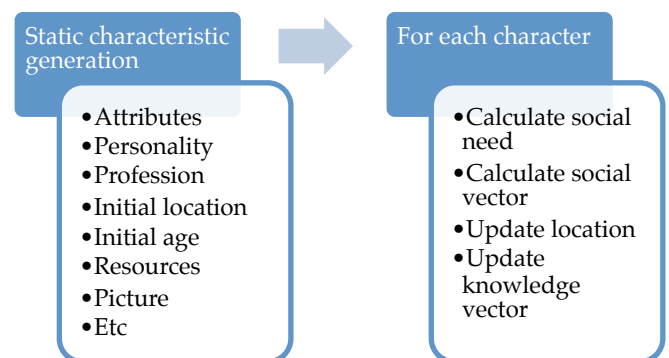 Static characteristic
generation
•Attributes
•Personality
•Profession
•Initial location
•Initial age
•Resources
•Picture
•Etc
For each character
•Calculate social
need
•Calculate social
vector
•Update location
•Update
knowledge
vector